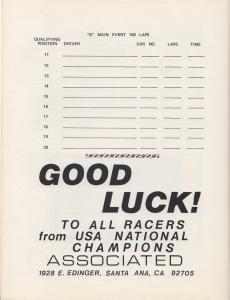 "B" MAIN EVENT 100 LAPS
QUALIFYING
POSITION DRIVER CAR NO. LAPS TIME
11
12
13
14
15
16
17
18
19
20
GOOD
LUCK!
TO ALL RACERS
from USA NATIONAL
CHAMPIONS
ASSOCIATED
1928 E. EDINGER, SANTA ANA, CA 92705